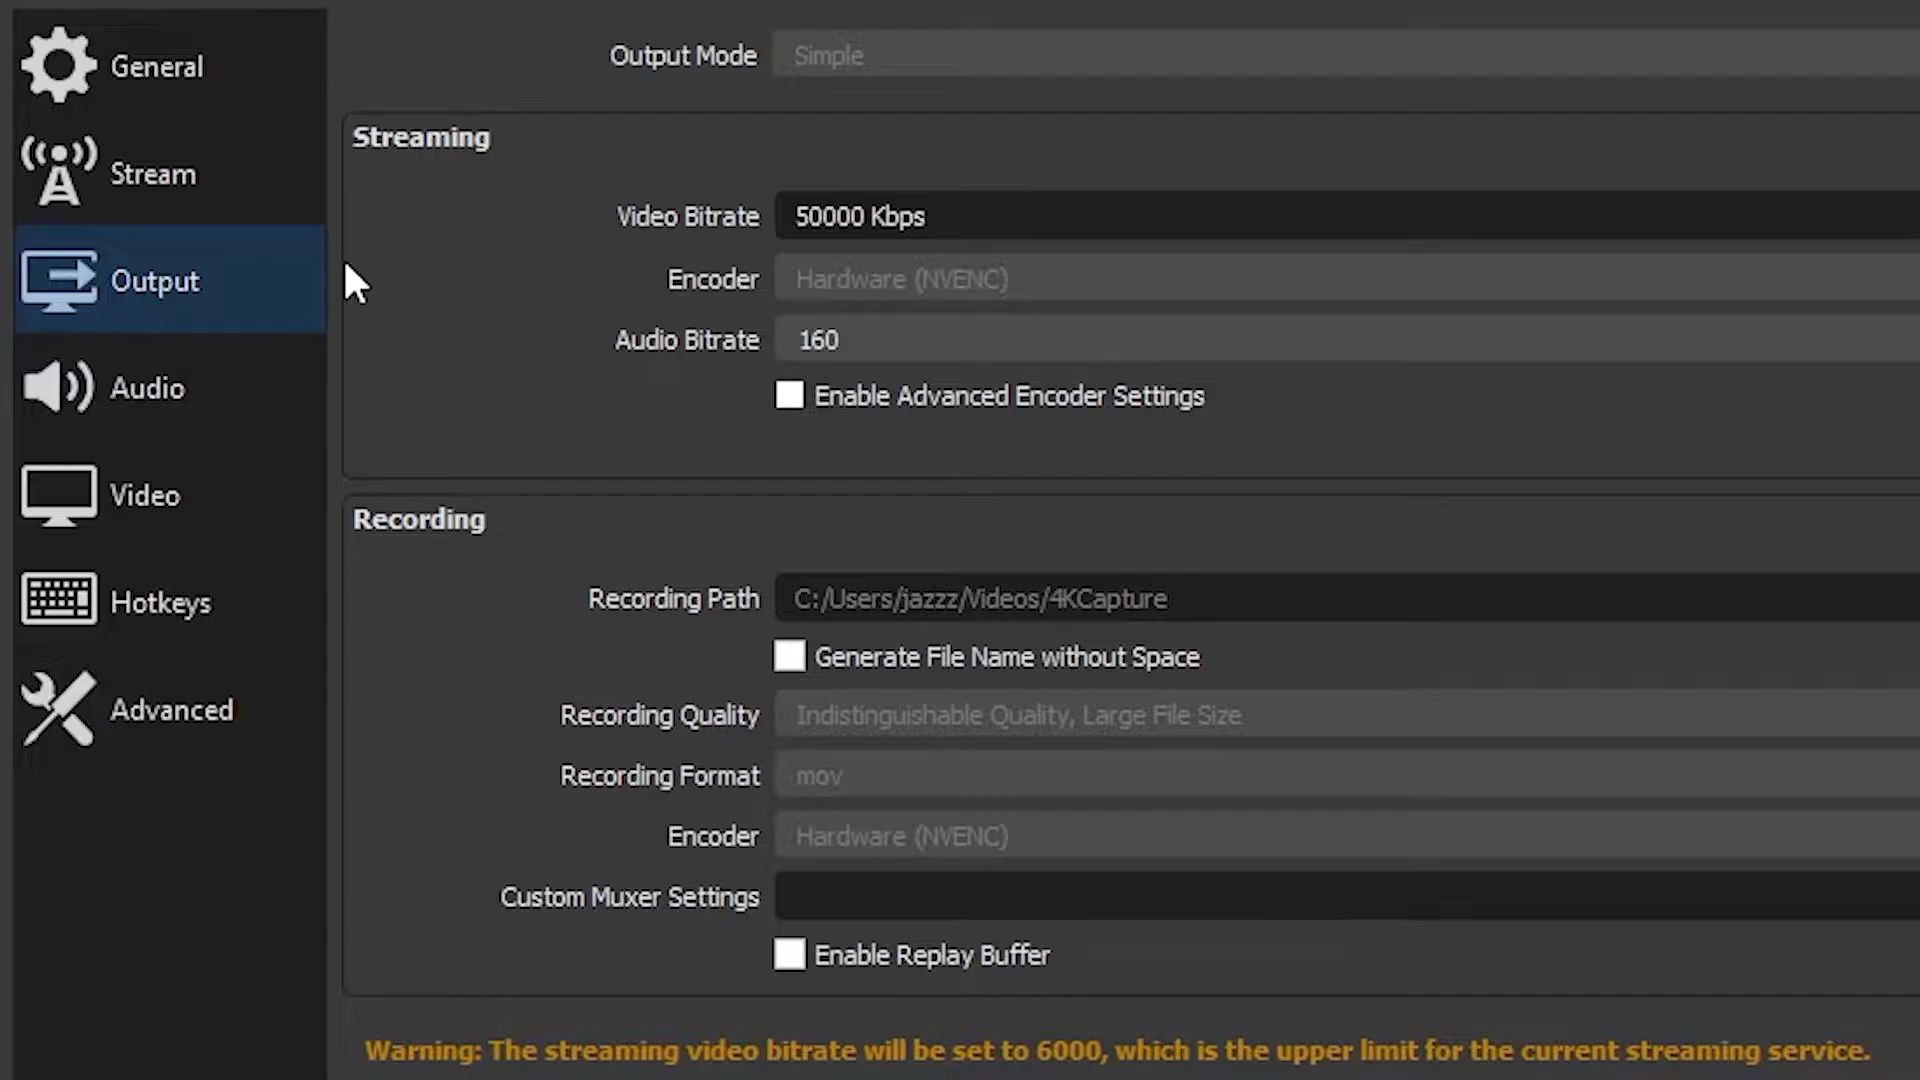 General
Stream
Output
Audio
Video
Hotkeys
Advanced
Output Mode Simple
Streaming
Video Bitrate 50000 Kbps
Encoder Hardware (NVENC)
Audio Bitrate 160
Enable Advanced Encoder Settings
Recording
Recording Path C:/Users/jazzz/Videos/4KCapture
Generate File Name without Space
Recording Quality Indistinguishable Quality, Large File Size
Recording Format mov
Encoder Hardware (NVENC)
Custom Muxer Settings
Enable Replay Buffer
Warning: The streaming video bitrate will be set to 6000, which is the upper limit for the current streaming service.